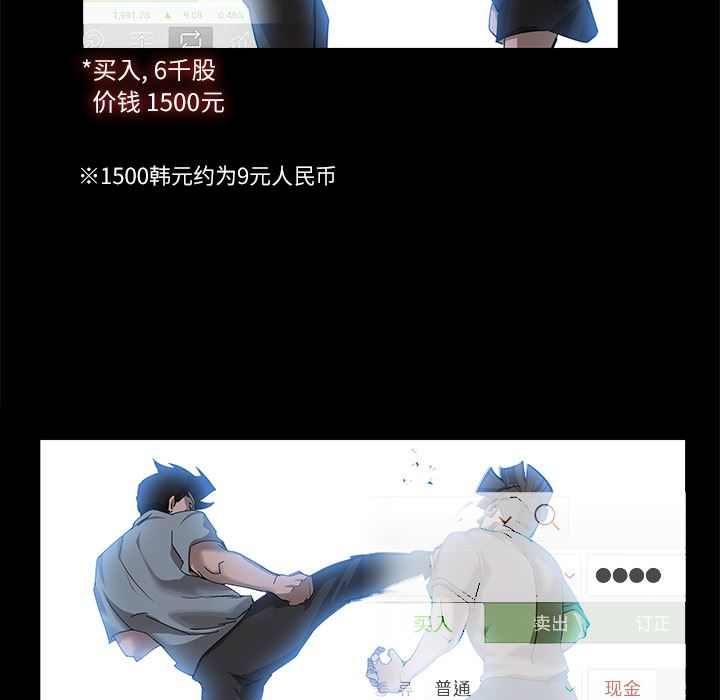 1,991.78 ▲ 9.08 0.46%
*买入, 6千股
价钱 1500元
※1500韩元约为9元人民币
●●●●
买入 卖出 订正
普通 现金